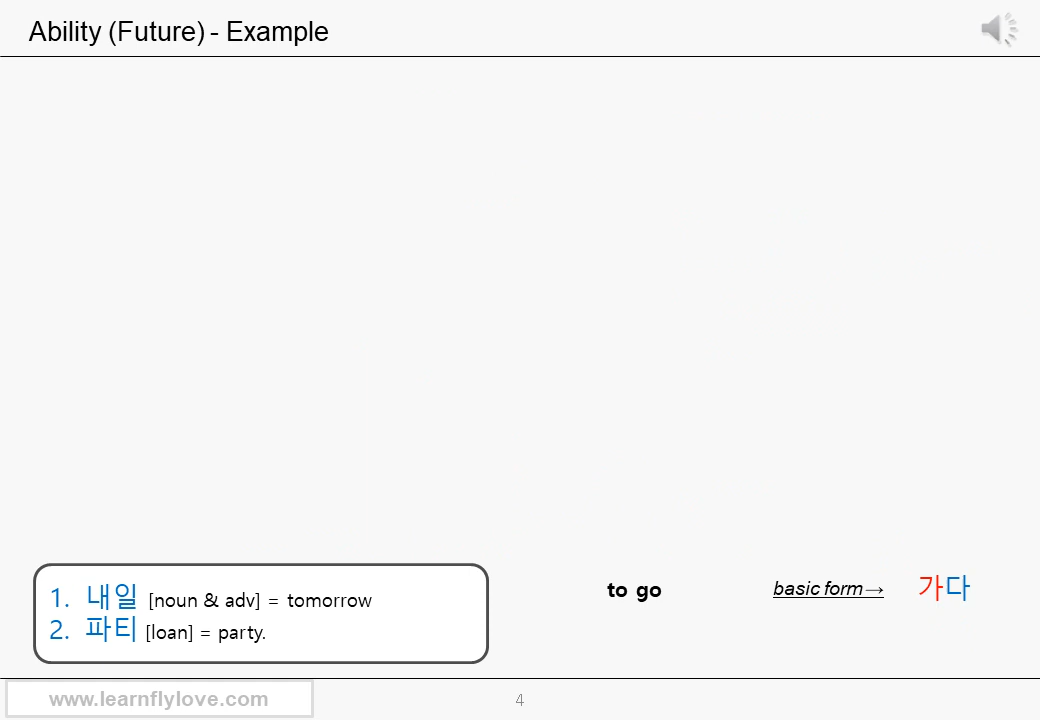 Ability (Future) - Example
1. 내일 [noun & adv] = tomorrow
2. 파티 [loan] = party.
to go basic form→ 가다
www.learnflylove.com
4